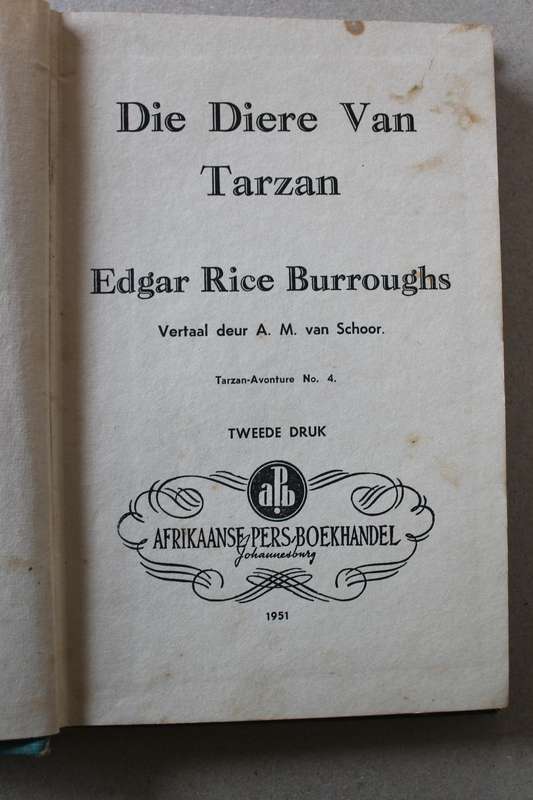 Die Diere Van
Tarzan
Edgar Rice Burroughs
Vertaal deur A. M. van Schoor.
Tarzan-Avonture No. 4.
TWEEDE DRUK
aPb
AFRIKAANSE PERS BOEKHANDEL
Johannesburg
1951